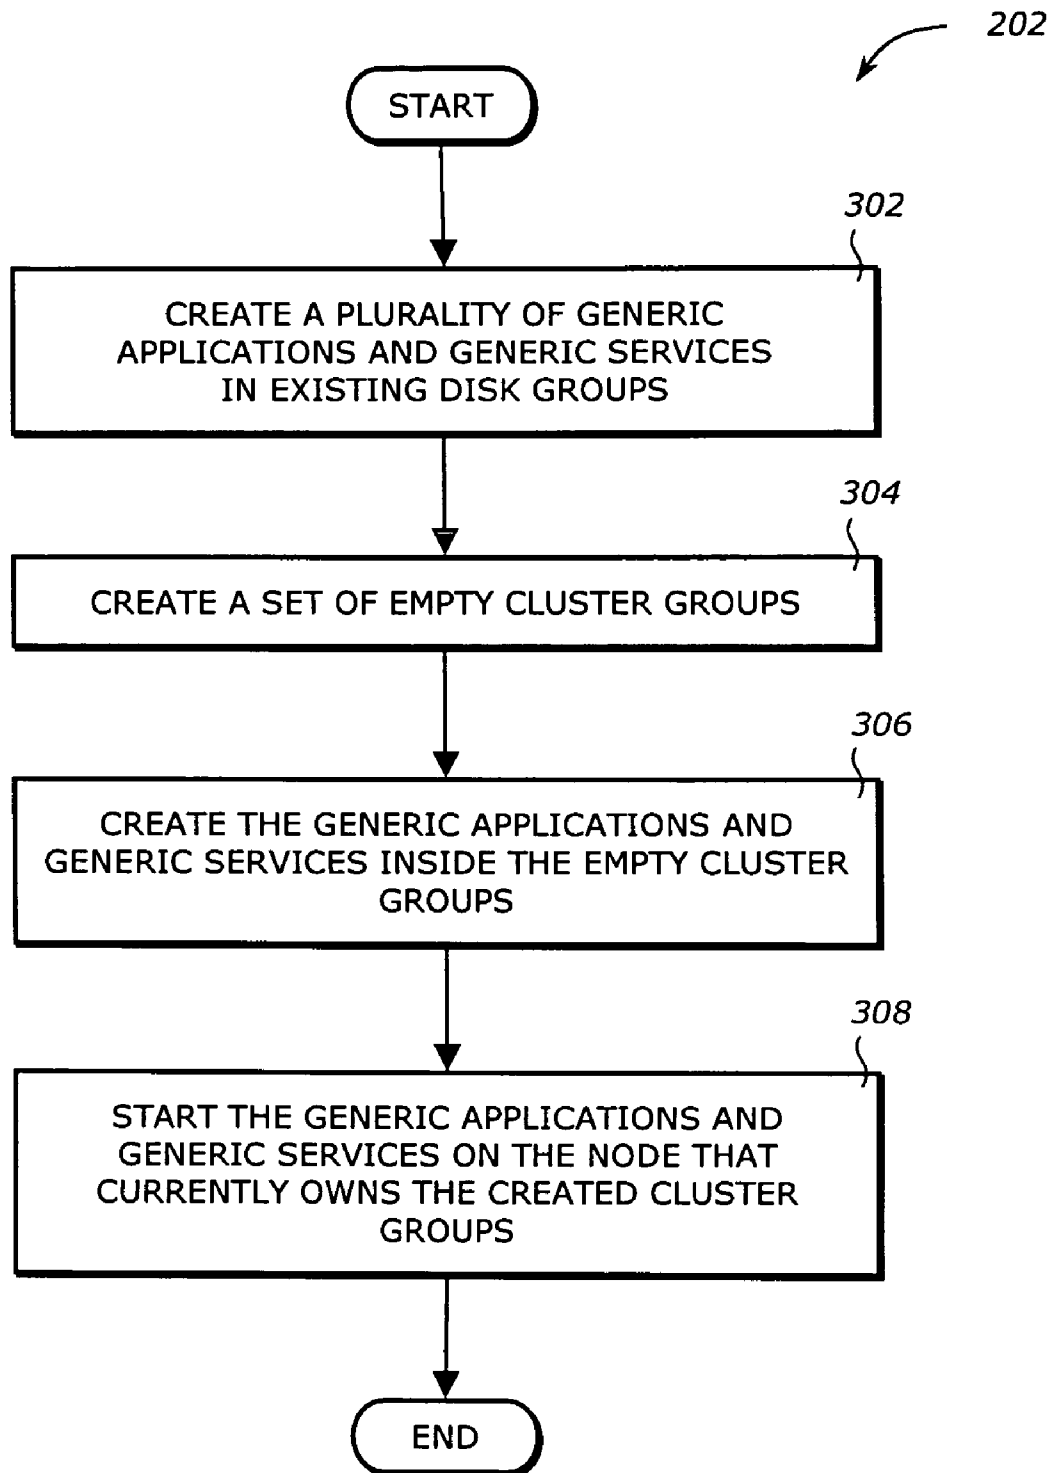 202
START
302
CREATE A PLURALITY OF GENERIC
APPLICATIONS AND GENERIC SERVICES
IN EXISTING DISK GROUPS
304
CREATE A SET OF EMPTY CLUSTER GROUPS
306
CREATE THE GENERIC APPLICATIONS AND
GENERIC SERVICES INSIDE THE EMPTY CLUSTER
GROUPS
308
START THE GENERIC APPLICATIONS AND
GENERIC SERVICES ON THE NODE THAT
CURRENTLY OWNS THE CREATED CLUSTER
GROUPS
END